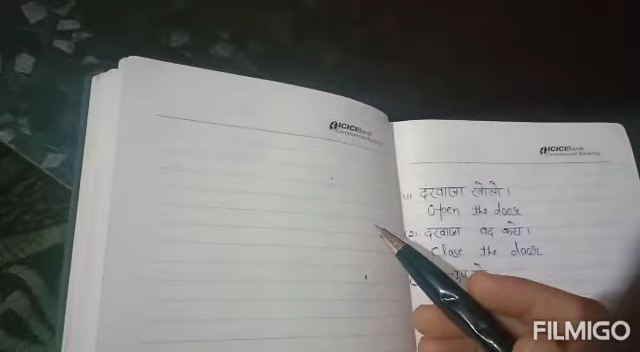 ICICI Bank
Commercial Banking
ICICI Bank
Commercial Banking
(1) दरवाजा खोलो।
Open the door
(2) दरवाजा बंद करो।
Close the door
FILMIGO